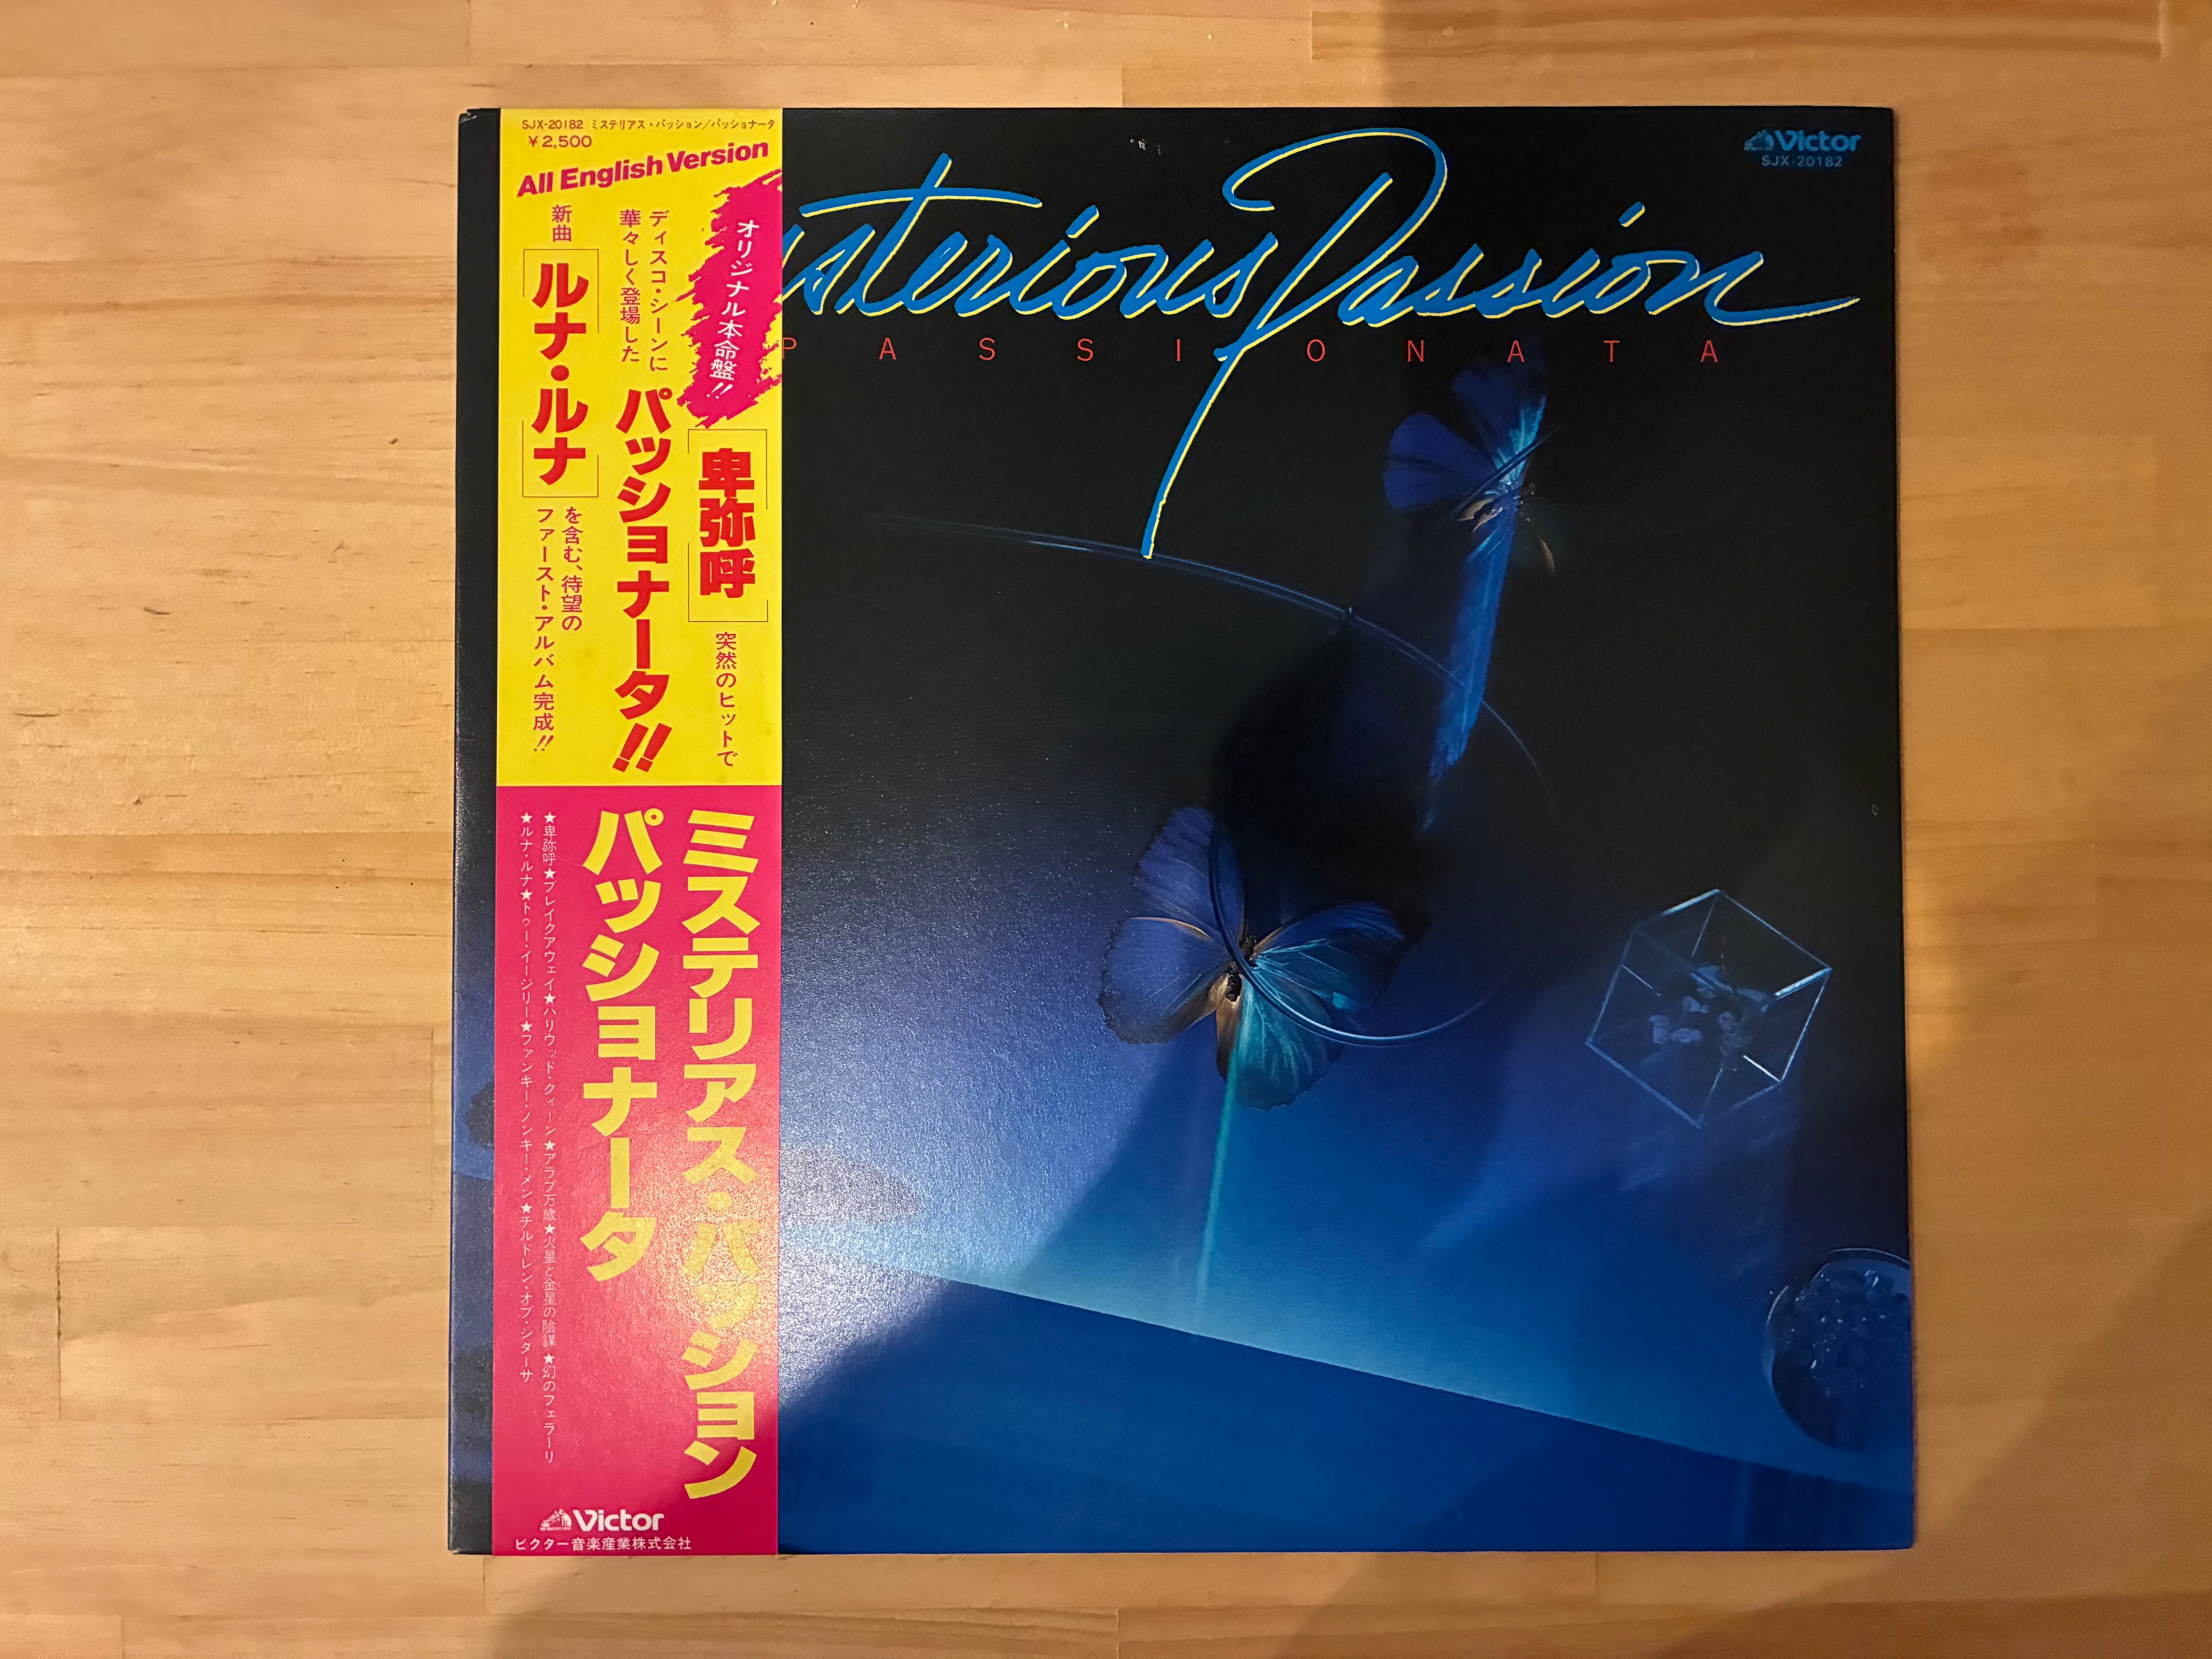 SJX-20182 ミステリアス・パッション/パッショナータ
¥2,500
All English Version
オリジナル本命盤!!
「卑弥呼」
突然のヒットで
ディスコ・シーンに
華々しく登場した
パッショナータ!!
新曲
「ルナ・ルナ」
を含む、待望の
ファースト・アルバム完成!!
ミステリアス・パッション
パッショナータ
★卑弥呼★ブレイクアウェイ★ハリウッド・クィーン★アラブ万歳★火星と金星の陰謀★幻のフェラーリ
★ルナ・ルナ★トゥー・イージリー★ファンキー・ノンキー・メン★チルドレン・オブ・シダーサ
Victor
ビクター音楽産業株式会社
Victor
SJX-20182
sterious Passion
PASSIONATA